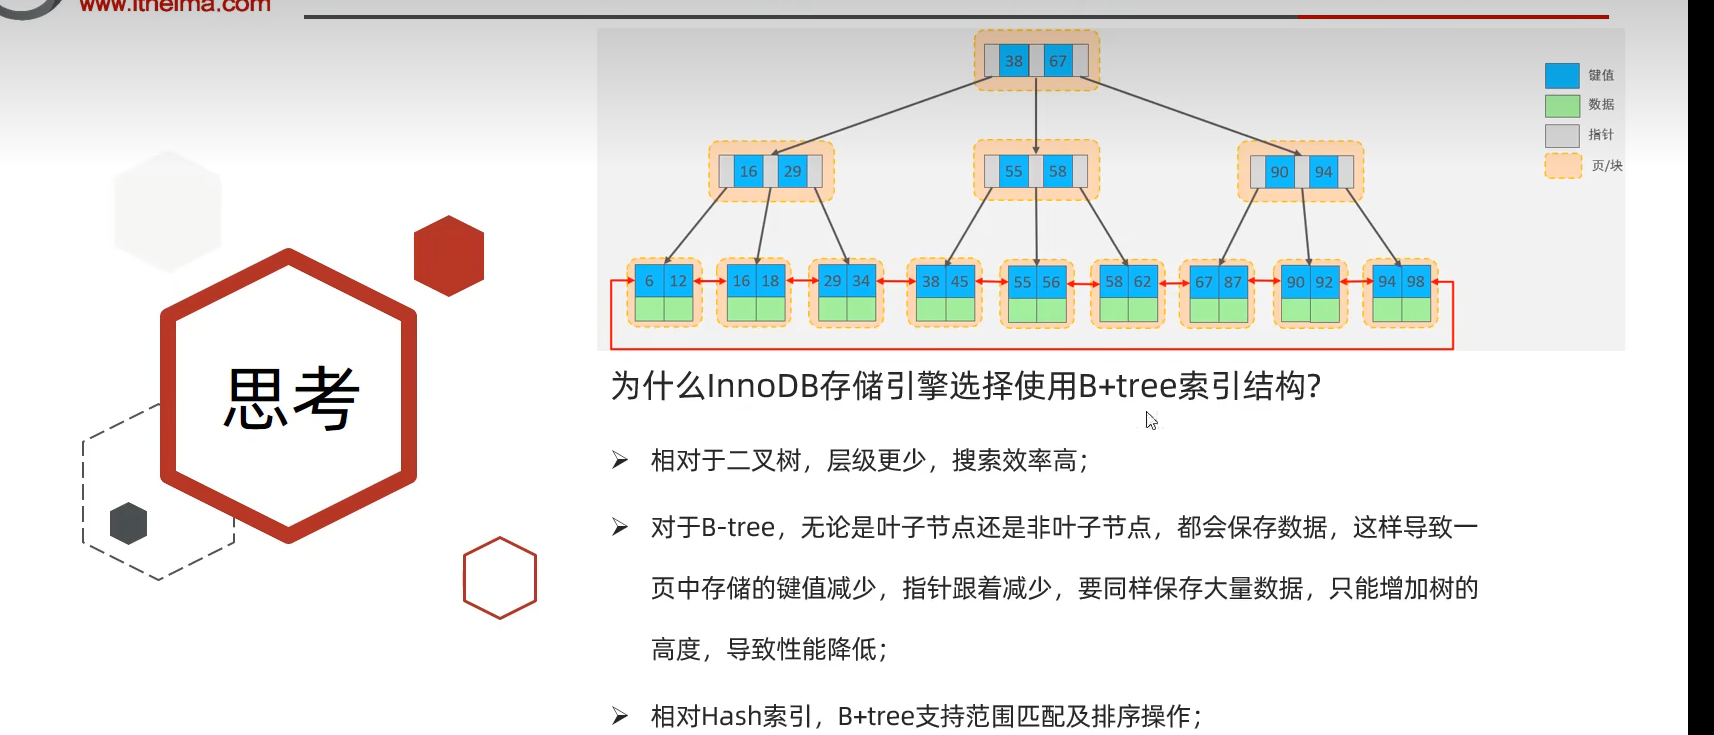 www.itheima.com
38 67
键值
数据
指针
页/块
16 29
55 58
90 94
6 12
16 18
29 34
38 45
55 56
58 62
67 87
90 92
94 98
思考
为什么InnoDB存储引擎选择使用B+tree索引结构?
相对于二叉树，层级更少，搜索效率高；
对于B-tree，无论是叶子节点还是非叶子节点，都会保存数据，这样导致一
页中存储的键值减少，指针跟着减少，要同样保存大量数据，只能增加树的
高度，导致性能降低；
相对Hash索引，B+tree支持范围匹配及排序操作；